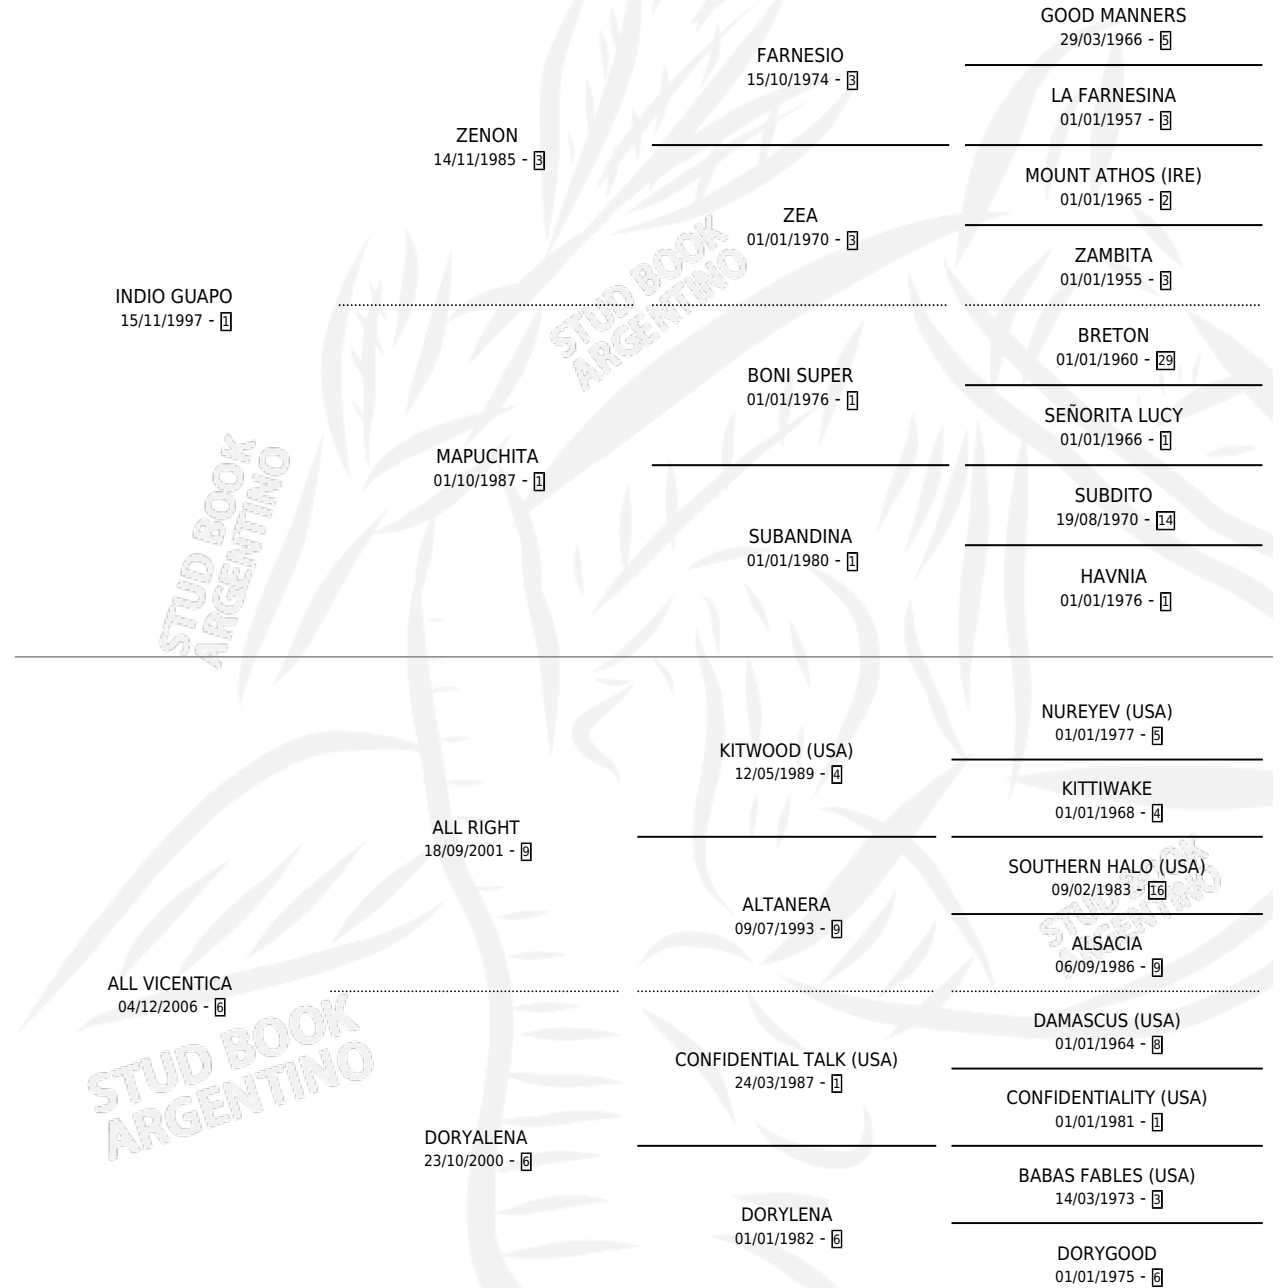 GOOD MANNERS
29/03/1966 - 5
FARNESIO
15/10/1974 - 3
LA FARNESINA
01/01/1957 - 3
ZENON
14/11/1985 - 3
MOUNT ATHOS (IRE)
01/01/1965 - 2
ZEA
01/01/1970 - 3
ZAMBITA
01/01/1955 - 3
INDIO GUAPO
15/11/1997 - 1
BRETON
01/01/1960 - 29
BONI SUPER
01/01/1976 - 1
SEÑORITA LUCY
01/01/1966 - 1
MAPUCHITA
01/10/1987 - 1
SUBDITO
19/08/1970 - 14
SUBANDINA
01/01/1980 - 1
HAVNIA
01/01/1976 - 1
NUREYEV (USA)
01/01/1977 - 5
KITWOOD (USA)
12/05/1989 - 4
KITTIWAKE
01/01/1968 - 4
ALL RIGHT
18/09/2001 - 9
SOUTHERN HALO (USA)
09/02/1983 - 16
ALTANERA
09/07/1993 - 9
ALSACIA
06/09/1986 - 9
ALL VICENTICA
04/12/2006 - 6
DAMASCUS (USA)
01/01/1964 - 8
CONFIDENTIAL TALK (USA)
24/03/1987 - 1
CONFIDENTIALITY (USA)
01/01/1981 - 1
DORYALENA
23/10/2000 - 6
BABAS FABLES (USA)
14/03/1973 - 3
DORYLENA
01/01/1982 - 6
DORYGOOD
01/01/1975 - 6
STUD BOOK
ARGENTINO
STUD BOOK
ARGENTINO
STUD BOOK
ARGENTINO
STUD BOOK
ARGENTINO